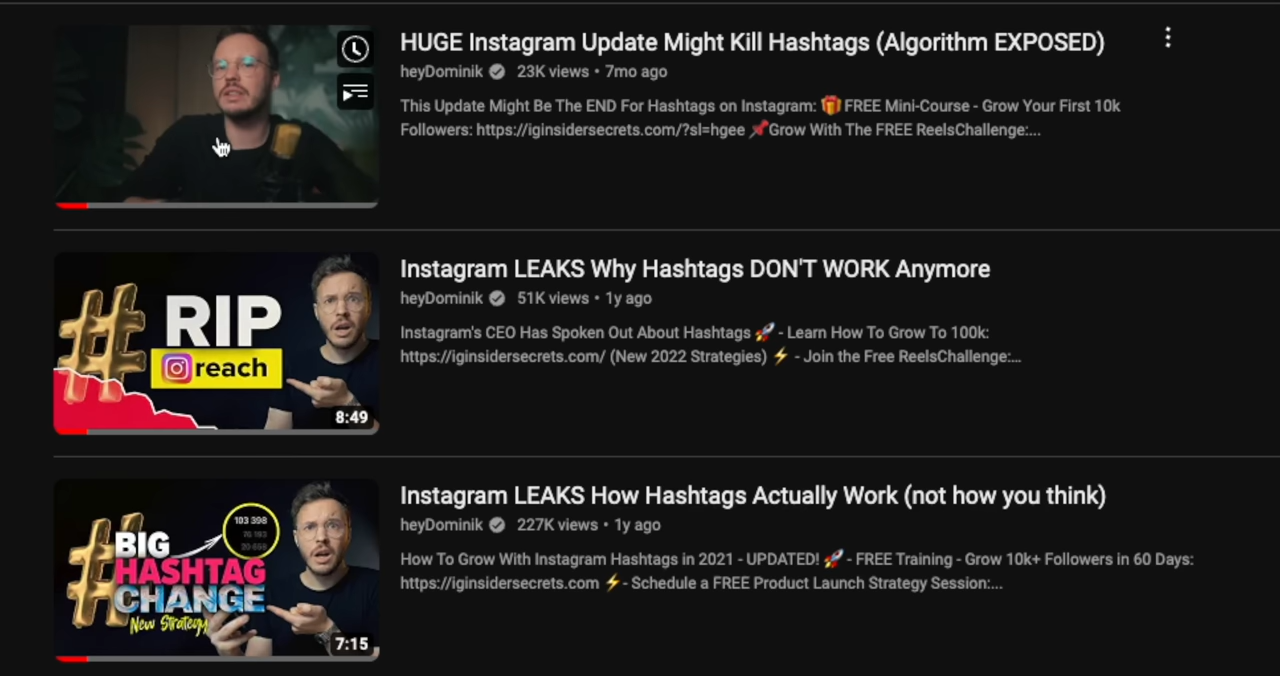 HUGE Instagram Update Might Kill Hashtags (Algorithm EXPOSED)
heyDominik 23K views • 7mo ago
This Update Might Be The END For Hashtags on Instagram: 🎁 FREE Mini-Course - Grow Your First 10k
Followers: https://iginsidersecrets.com/?sl=hgee 📌Grow With The FREE ReelsChallenge:...
# RIP
reach
8:49
Instagram LEAKS Why Hashtags DON'T WORK Anymore
heyDominik 51K views • 1y ago
Instagram's CEO Has Spoken Out About Hashtags 🚀 - Learn How To Grow To 100k:
https://iginsidersecrets.com/ (New 2022 Strategies) ⚡ - Join the Free ReelsChallenge:...
103 398
# BIG
HASHTAG
CHANGE
New Strategy
7:15
Instagram LEAKS How Hashtags Actually Work (not how you think)
heyDominik 227K views • 1y ago
How To Grow With Instagram Hashtags in 2021 - UPDATED! 🚀 - FREE Training - Grow 10k+ Followers in 60 Days:
https://iginsidersecrets.com ⚡- Schedule a FREE Product Launch Strategy Session:...